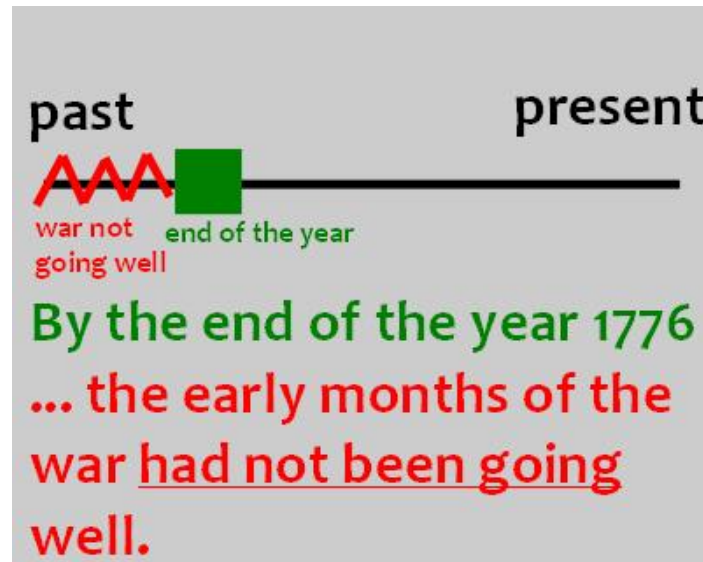 past present
war not end of the year
going well
By the end of the year 1776
... the early months of the
war had not been going
well.